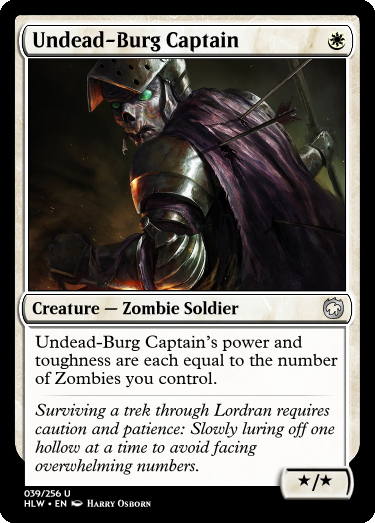 Undead-Burg Captain
Creature — Zombie Soldier
Undead-Burg Captain's power and
toughness are each equal to the number
of Zombies you control.
Surviving a trek through Lordran requires
caution and patience: Slowly luring off one
hollow at a time to avoid facing
overwhelming numbers.
★/★
039/256 U
HLW • EN Harry Osborn